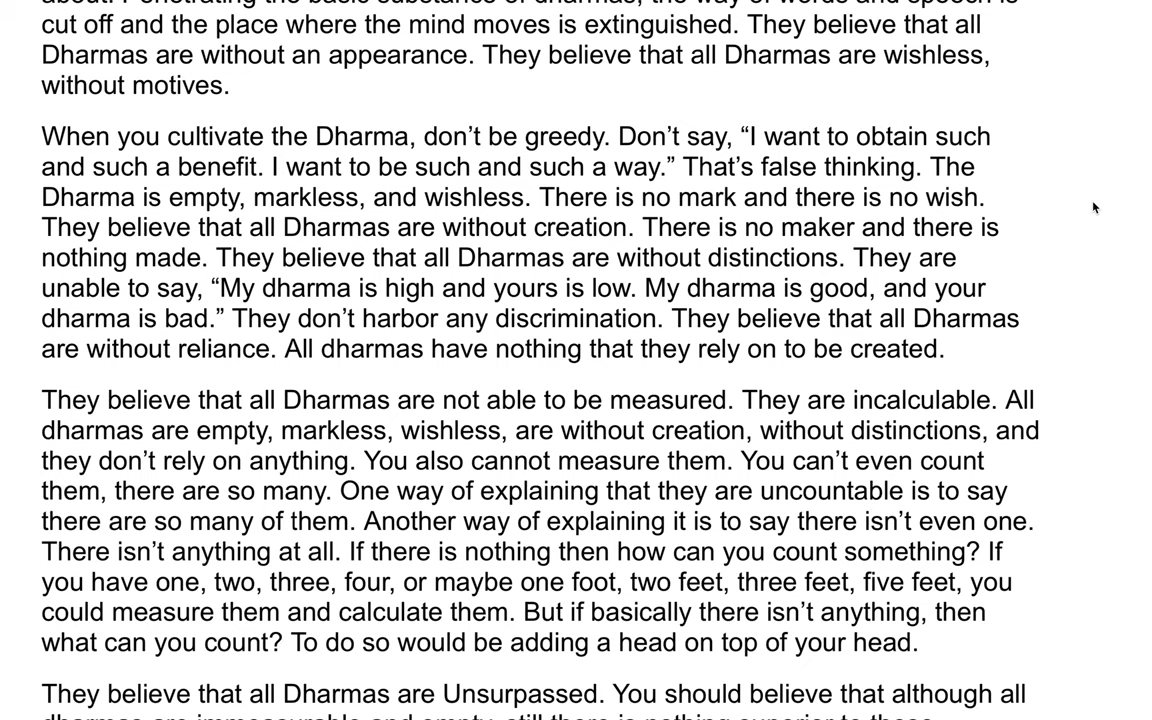 cut off and the place where the mind moves is extinguished. They believe that all
Dharmas are without an appearance. They believe that all Dharmas are wishless,
without motives.
When you cultivate the Dharma, don’t be greedy. Don’t say, “I want to obtain such
and such a benefit. I want to be such and such a way.” That’s false thinking. The
Dharma is empty, markless, and wishless. There is no mark and there is no wish.
They believe that all Dharmas are without creation. There is no maker and there is
nothing made. They believe that all Dharmas are without distinctions. They are
unable to say, “My dharma is high and yours is low. My dharma is good, and your
dharma is bad.” They don’t harbor any discrimination. They believe that all Dharmas
are without reliance. All dharmas have nothing that they rely on to be created.
They believe that all Dharmas are not able to be measured. They are incalculable. All
dharmas are empty, markless, wishless, are without creation, without distinctions, and
they don’t rely on anything. You also cannot measure them. You can’t even count
them, there are so many. One way of explaining that they are uncountable is to say
there are so many of them. Another way of explaining it is to say there isn’t even one.
There isn’t anything at all. If there is nothing then how can you count something? If
you have one, two, three, four, or maybe one foot, two feet, three feet, five feet, you
could measure them and calculate them. But if basically there isn’t anything, then
what can you count? To do so would be adding a head on top of your head.
They believe that all Dharmas are Unsurpassed. You should believe that although all